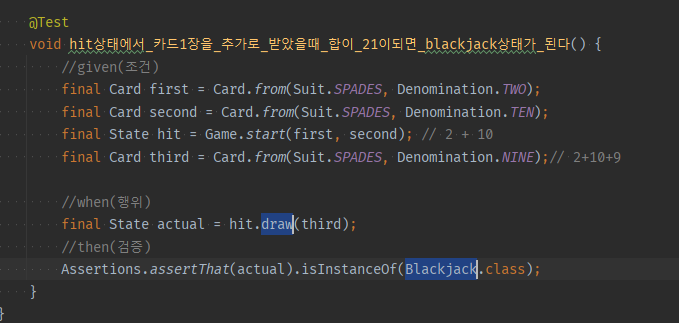 @Test
void hit상태에서_카드1장을_추가로_받았을때_합이_21이되면_blackjack상태가_된다() {
//given(조건)
final Card first = Card.from(Suit.SPADES, Denomination.TWO);
final Card second = Card.from(Suit.SPADES, Denomination.TEN);
final State hit = Game.start(first, second); // 2 + 10
final Card third = Card.from(Suit.SPADES, Denomination.NINE);// 2+10+9
//when(행위)
final State actual = hit.draw(third);
//then(검증)
Assertions.assertThat(actual).isInstanceOf(Blackjack.class);
}
}